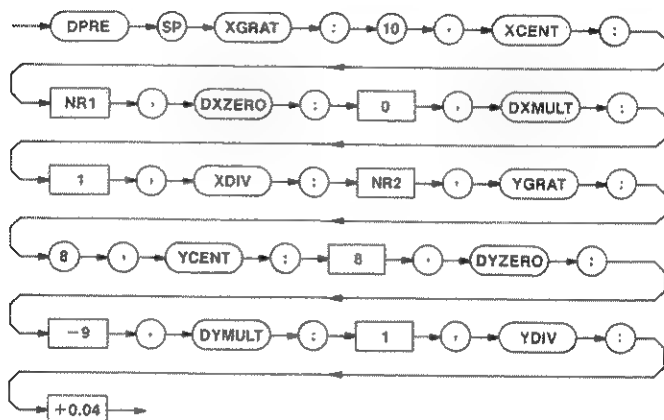 DPRE SP XGRAT : 10 , XCENT :
NR1 , DXZERO : 0 , DXMULT :
1 , XDIV : NR2 , YGRAT :
8 , YCENT : 8 , DYZERO :
-9 , DYMULT : 1 , YDIV :
+0.04